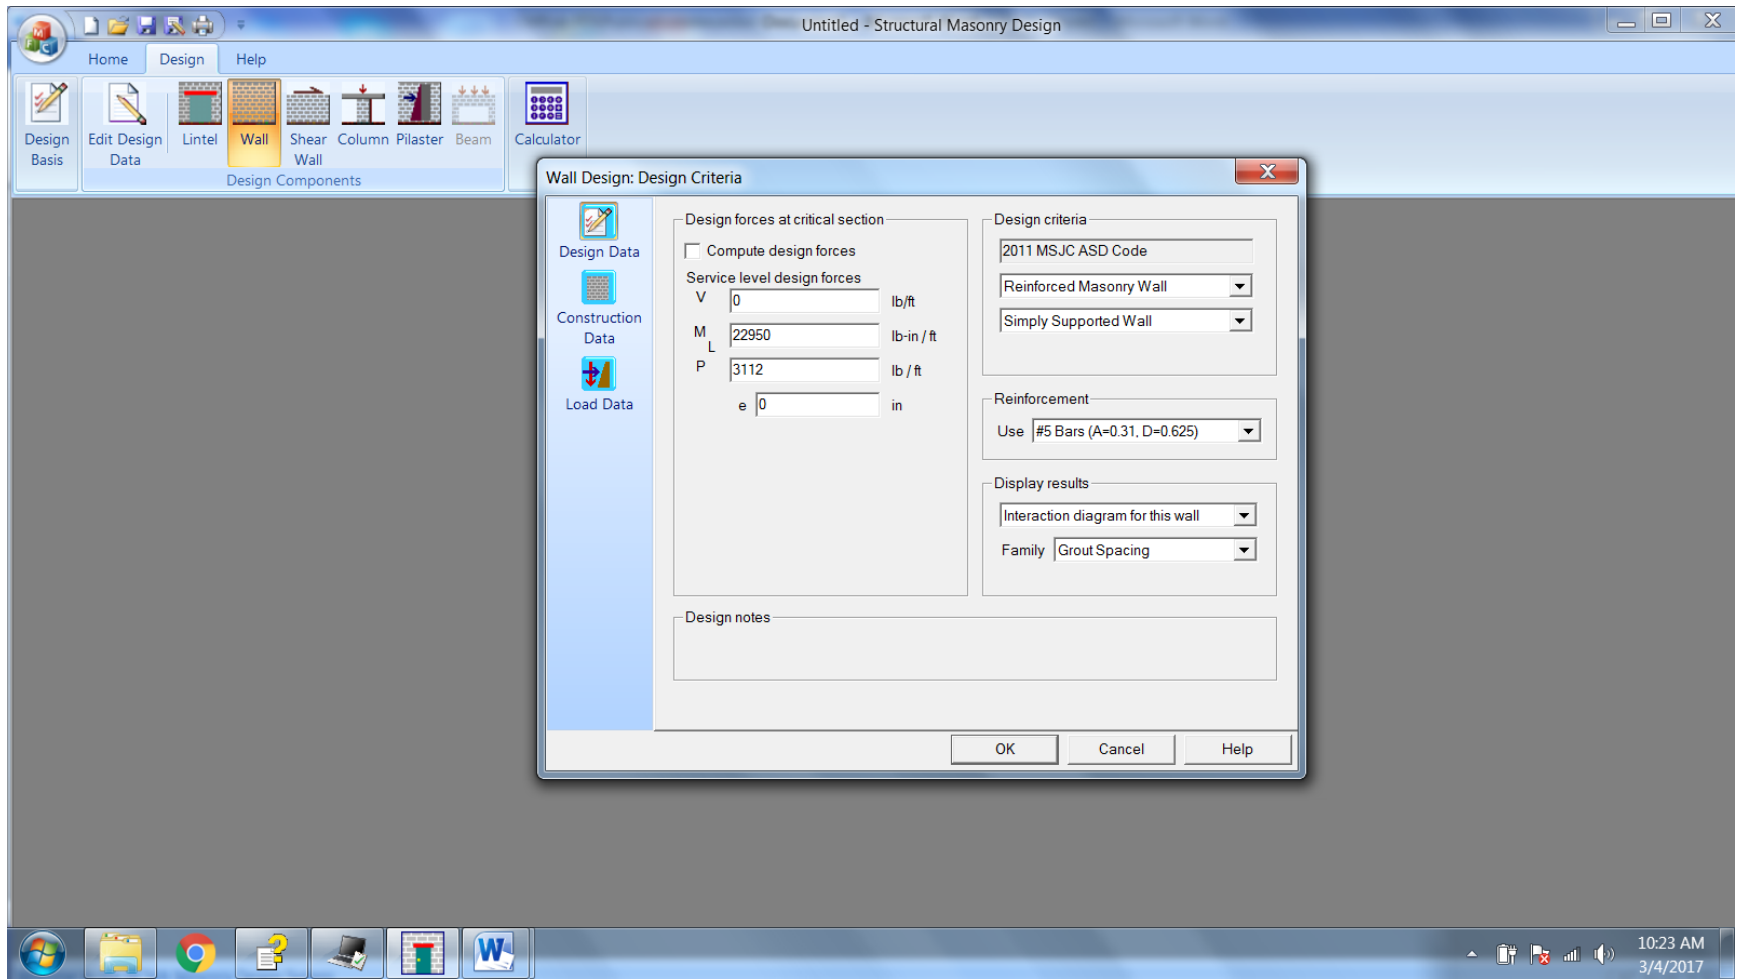 Untitled - Structural Masonry Design
Home Design Help
Design Basis
Edit Design Data
Lintel
Wall
Shear Wall
Column
Pilaster
Beam
Calculator
Design Components
Wall Design: Design Criteria
Design Data
Construction Data
Load Data
Design forces at critical section
Compute design forces
Service level design forces
V 0 lb/ft
M L 22950 lb-in / ft
P 3112 lb / ft
e 0 in
Design criteria
2011 MSJC ASD Code
Reinforced Masonry Wall
Simply Supported Wall
Reinforcement
Use #5 Bars (A=0.31, D=0.625)
Display results
Interaction diagram for this wall
Family Grout Spacing
Design notes
OK Cancel Help
10:23 AM
3/4/2017